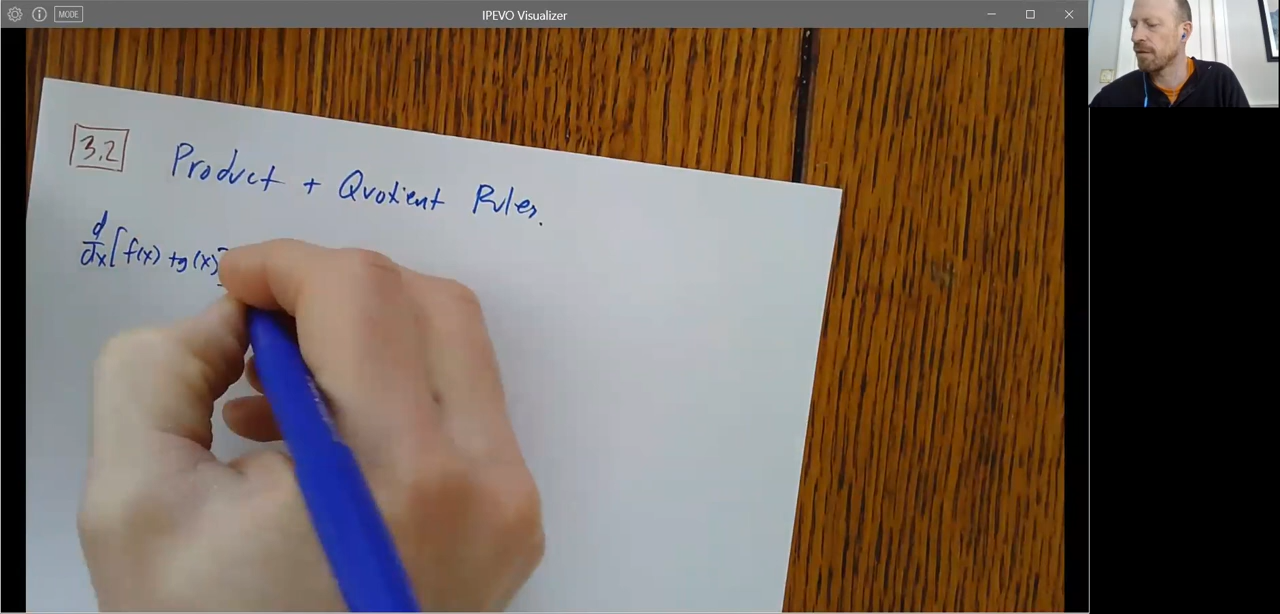 MODE
IPEVO Visualizer
3.2 Product + Quotient Rules.
d/dx [f(x) + g(x)]